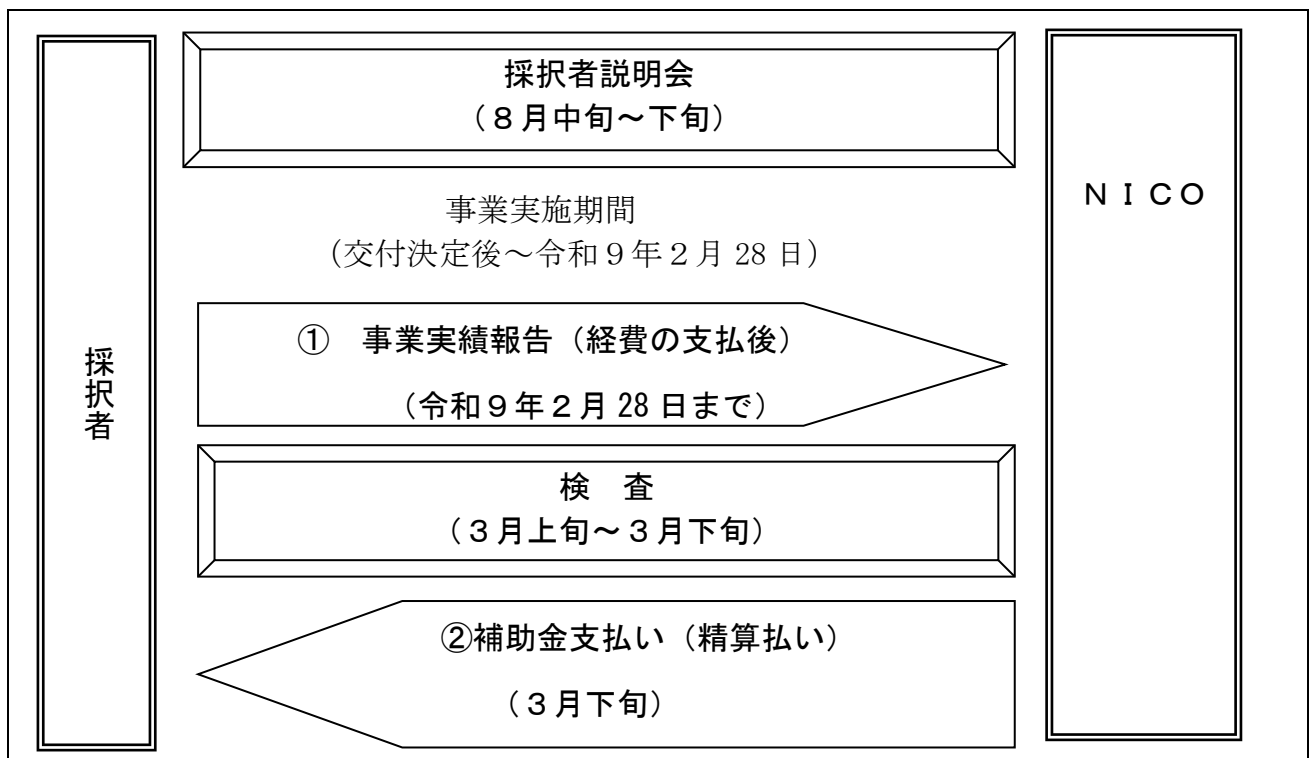 採択者説明会
（８月中旬～下旬）
ＮＩＣＯ
事業実施期間
（交付決定後～令和９年２月 28 日）
①　事業実績報告（経費の支払後）
（令和９年２月 28 日まで）
採択者
検　査
（３月上旬～３月下旬）
②補助金支払い（精算払い）
（３月下旬）